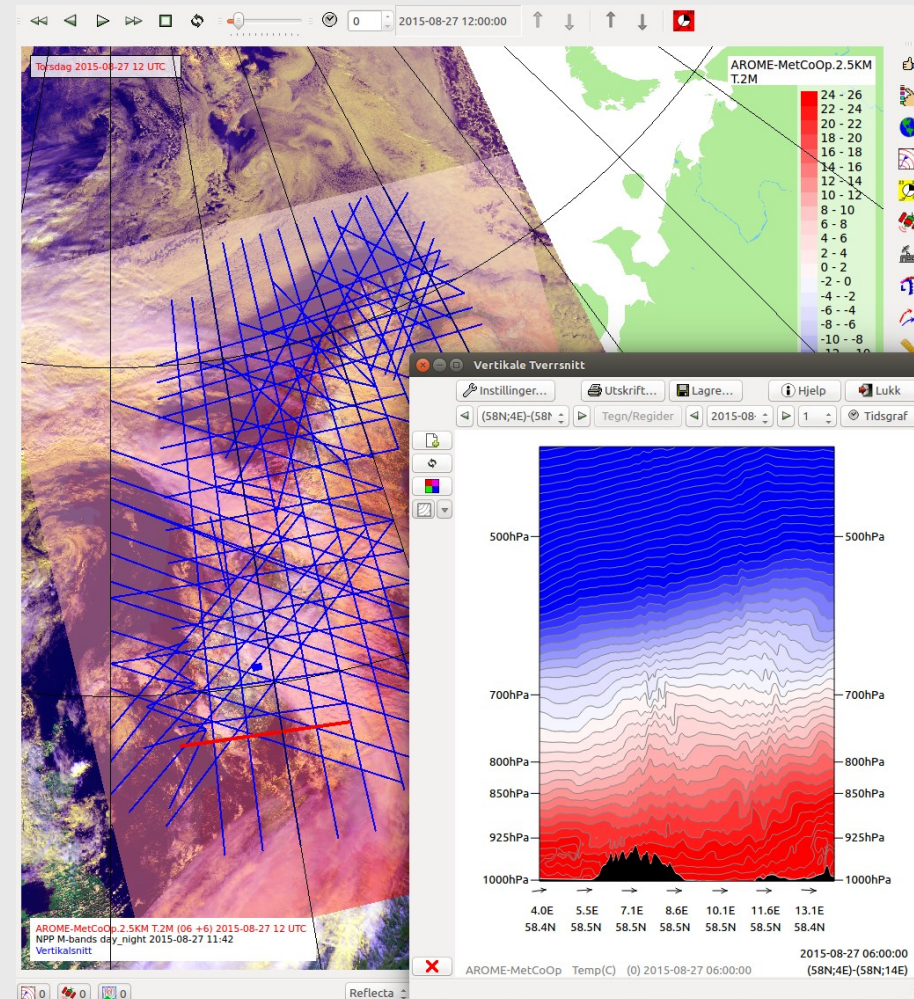 0
2015-08-27 12:00:00
Torsdag 2015-08-27 12 UTC
AROME-MetCoOp.2.5KM
T.2M
24 - 26
22 - 24
20 - 22
18 - 20
16 - 18
14 - 16
12 - 14
10 - 12
8 - 10
6 - 8
4 - 6
2 - 4
0 - 2
-2 - 0
-4 - -2
-6 - -4
-8 - -6
-10 - -8
Vertikale Tverrsnitt
Instillinger...
Utskrift...
Lagre...
Hjelp
Lukk
(58N;4E)-(58N
Tegn/Regider
2015-08-
1
Tidsgraf
500hPa
500hPa
700hPa
700hPa
800hPa
800hPa
850hPa
850hPa
925hPa
925hPa
1000hPa
1000hPa
4.0E 5.5E 7.1E 8.6E 10.1E 11.6E 13.1E
58.4N 58.5N 58.5N 58.5N 58.5N 58.5N 58.4N
2015-08-27 06:00:00
AROME-MetCoOp Temp(C) (0) 2015-08-27 06:00:00
(58N;4E)-(58N;14E)
AROME-MetCoOp.2.5KM T.2M (06 +6) 2015-08-27 12 UTC
NPP M-bands day_night 2015-08-27 11:42
Vertikalsnitt
0
0
0
Reflecta